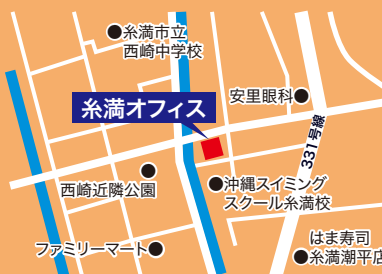 糸満市立
西崎中学校
安里眼科
糸満オフィス
331号線
西崎近隣公園
沖縄スイミング
スクール糸満校
ファミリーマート
はま寿司
糸満潮平店